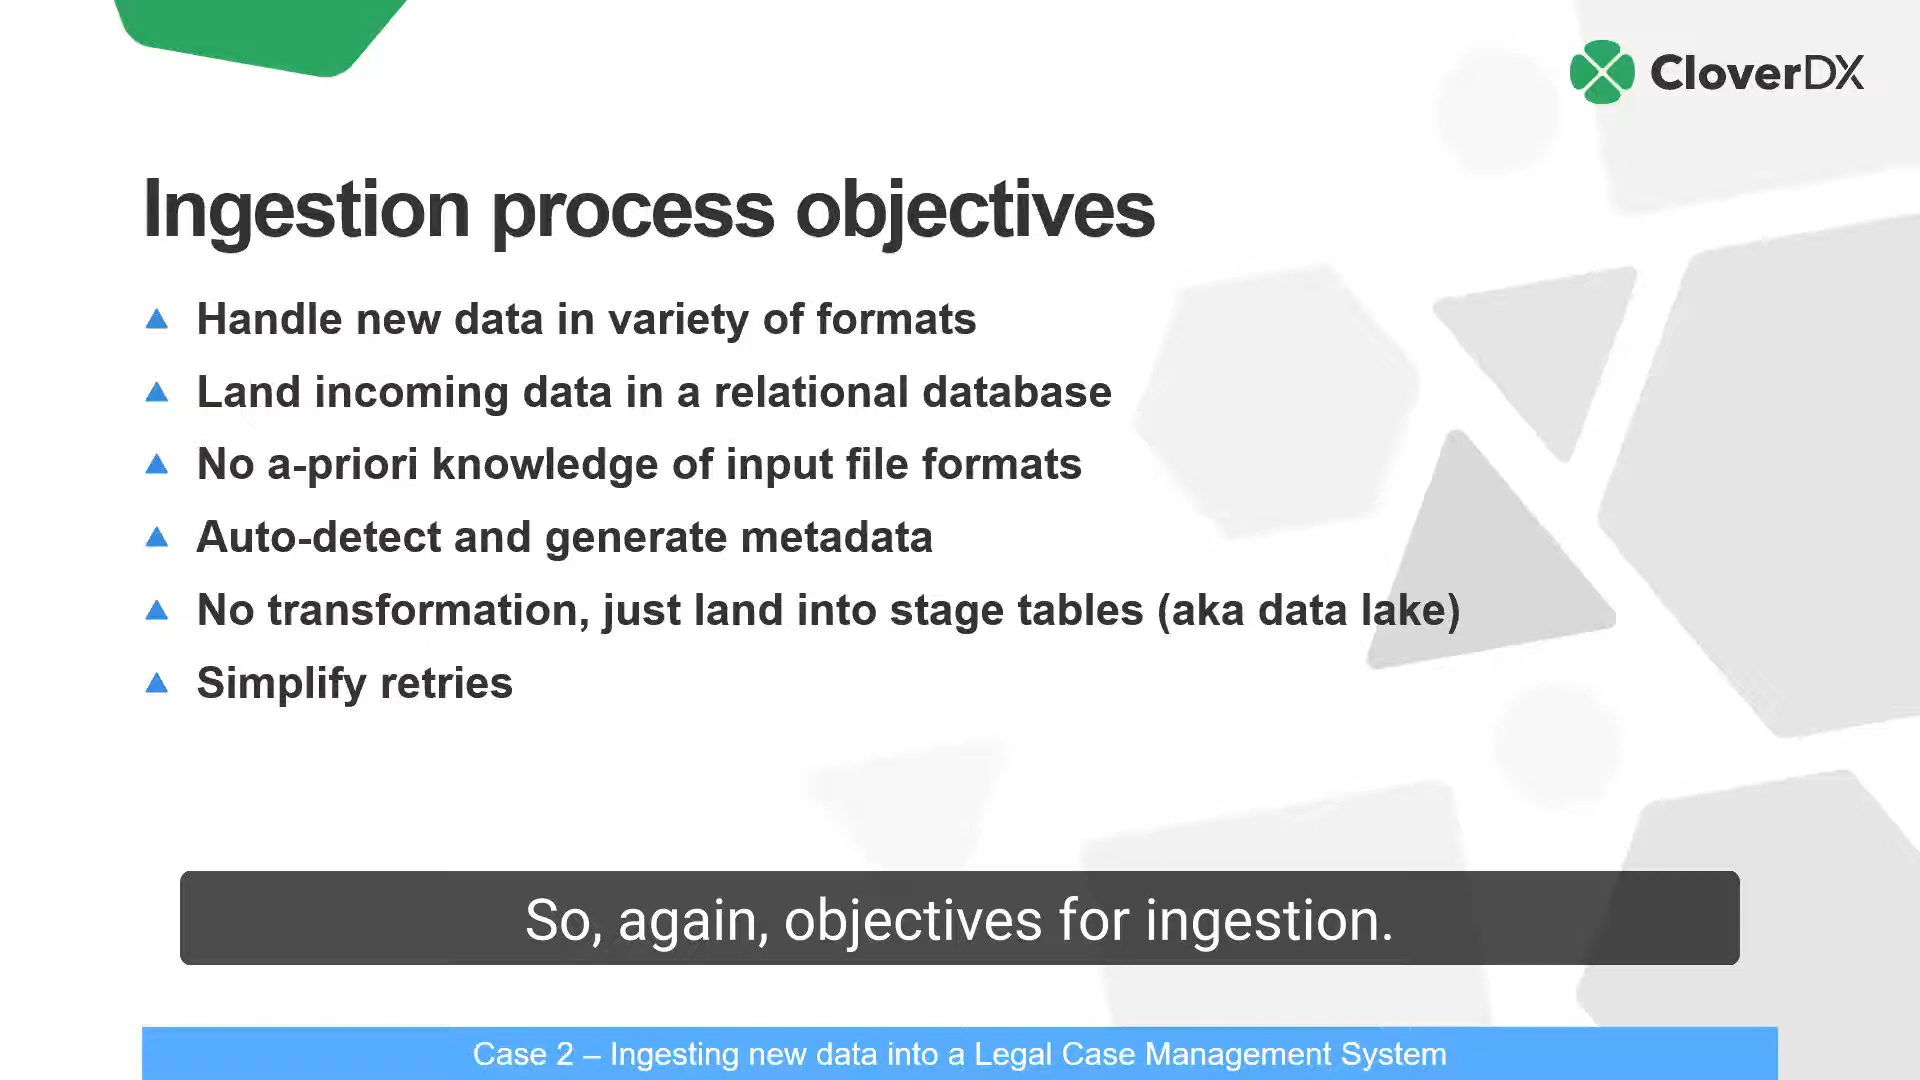 CloverDX
Ingestion process objectives
Handle new data in variety of formats
Land incoming data in a relational database
No a-priori knowledge of input file formats
Auto-detect and generate metadata
No transformation, just land into stage tables (aka data lake)
Simplify retries
So, again, objectives for ingestion.
Case 2 – Ingesting new data into a Legal Case Management System